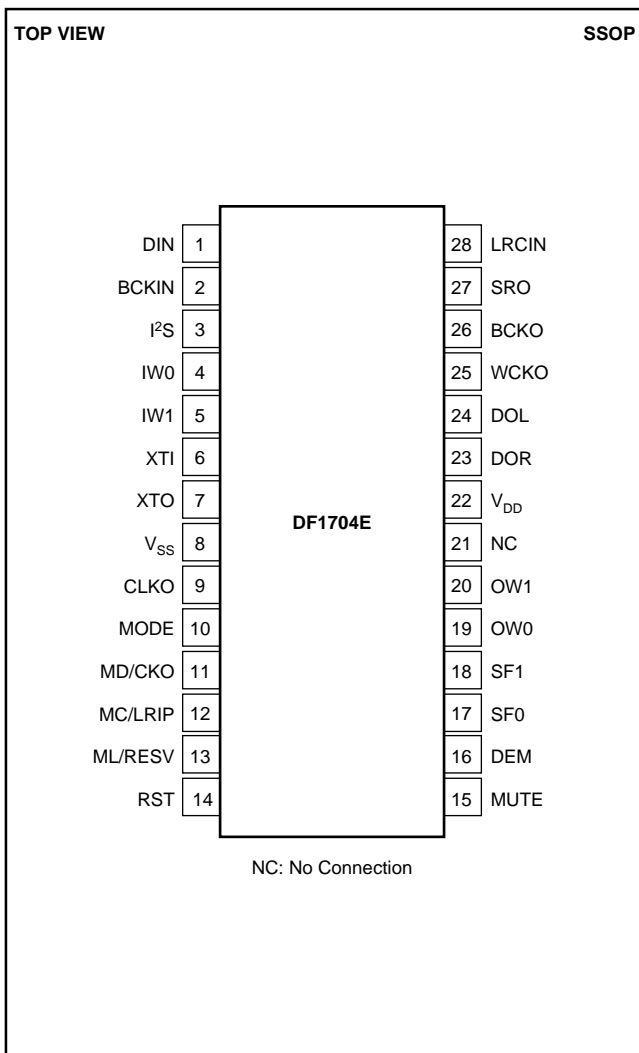 TOP VIEW SSOP
DIN 1 28 LRCIN
BCKIN 2 27 SRO
I²S 3 26 BCKO
IW0 4 25 WCKO
IW1 5 24 DOL
XTI 6 23 DOR
XTO 7 22 V_DD
DF1704E
V_SS 8 21 NC
CLKO 9 20 OW1
MODE 10 19 OW0
MD/CKO 11 18 SF1
MC/LRIP 12 17 SF0
ML/RESV 13 16 DEM
RST 14 15 MUTE
NC: No Connection